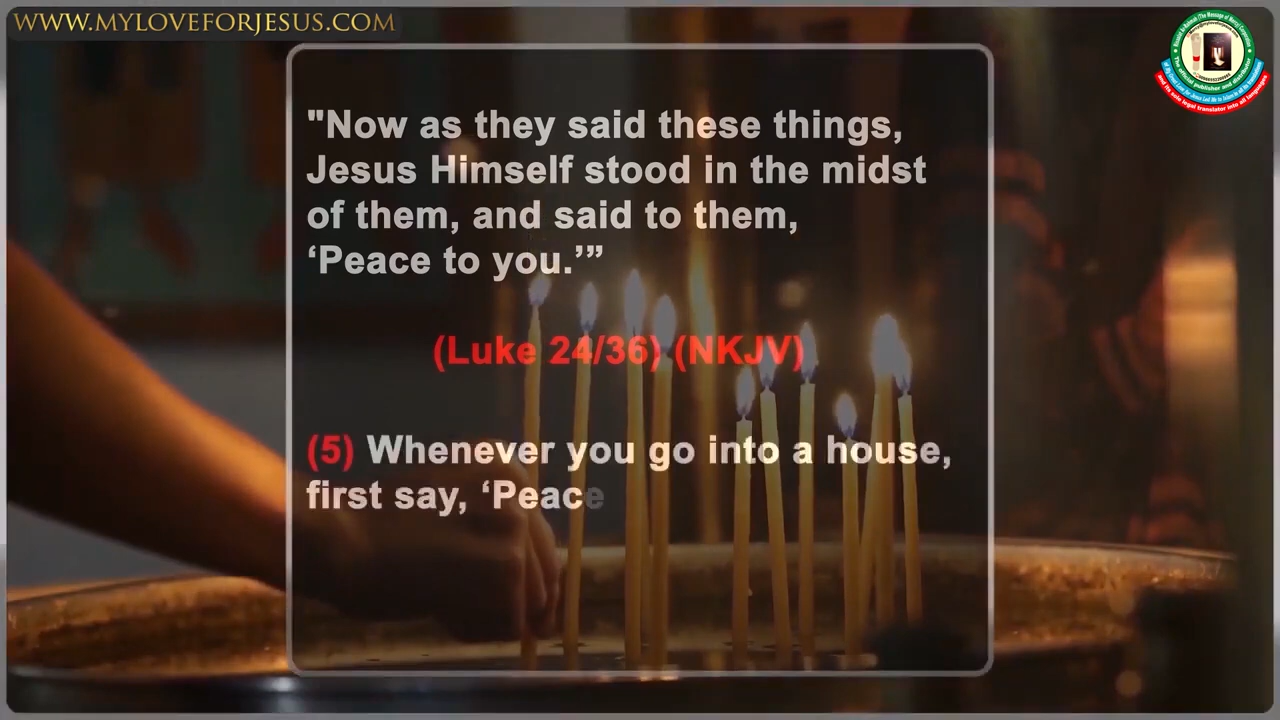 WWW.MYLOVEFORJESUS.COM
"Now as they said these things,
Jesus Himself stood in the midst
of them, and said to them,
‘Peace to you.’”
(Luke 24/36) (NKJV)
(5) Whenever you go into a house,
first say, ‘Peace